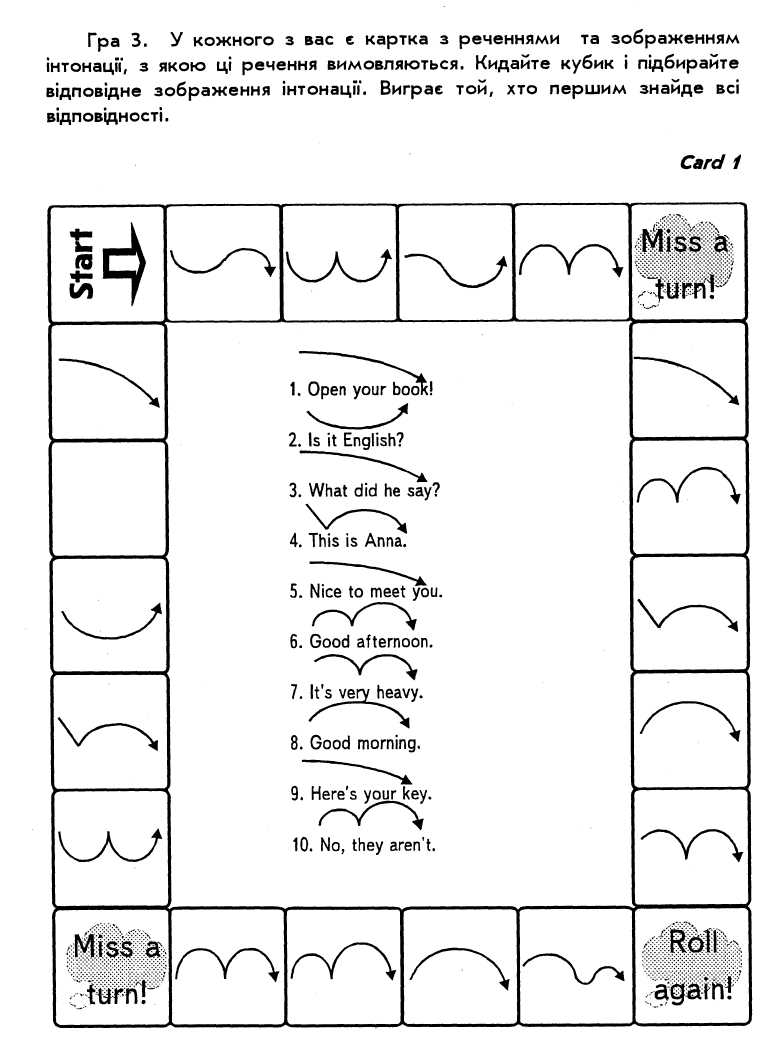 Гра 3. У кожного з вас є картка з реченнями та зображенням
інтонації, з якою ці речення вимовляються. Кидайте кубик і підбирайте
відповідне зображення інтонації. Виграє той, хто першим знайде всі
відповідності.
Card 1
Start
Miss a
turn!
1. Open your book!
2. Is it English?
3. What did he say?
4. This is Anna.
5. Nice to meet you.
6. Good afternoon.
7. It's very heavy.
8. Good morning.
9. Here's your key.
10. No, they aren't.
Miss a
turn!
Roll
again!